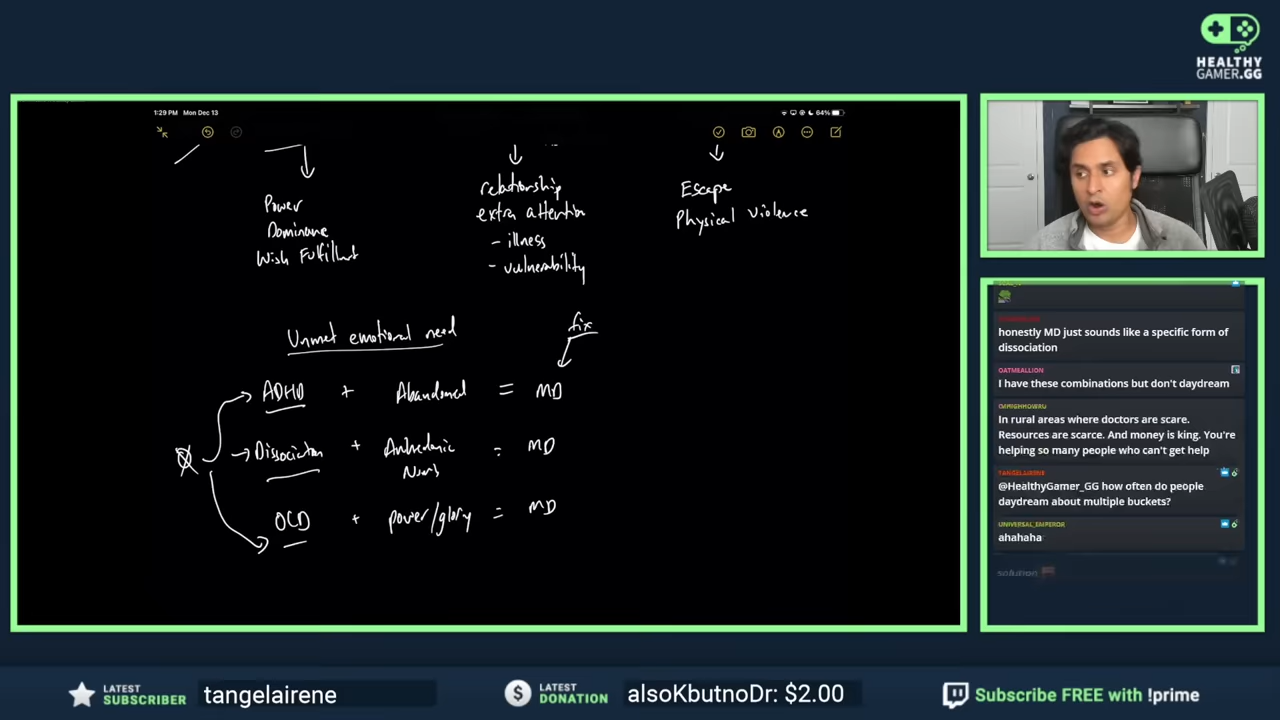 HEALTHY
GAMER.GG
1:29 PM Mon Dec 13
64%
Power
Dominance
Wish Fulfillment
relationship
extra attention
- illness
- vulnerability
Escape
Physical Violence
Unmet emotional need
fix
ADHD + Abandoned = MD
Dissociation + = MD
OCD + power/glory = MD
honestly MD just sounds like a specific form of
dissociation
OATMEALLION
I have these combinations but don't daydream
In rural areas where doctors are scarce.
Resources are scarce. And money is king. You're
helping so many people who can't get help
TANGELAIRENE
@HealthyGamer_GG how often do people
daydream about multiple buckets?
UNIVERSAL_EMPEROR
ahahaha
solution
LATEST
SUBSCRIBER
tangelairene
LATEST
DONATION
alsoKbutnoDr: $2.00
Subscribe FREE with !prime